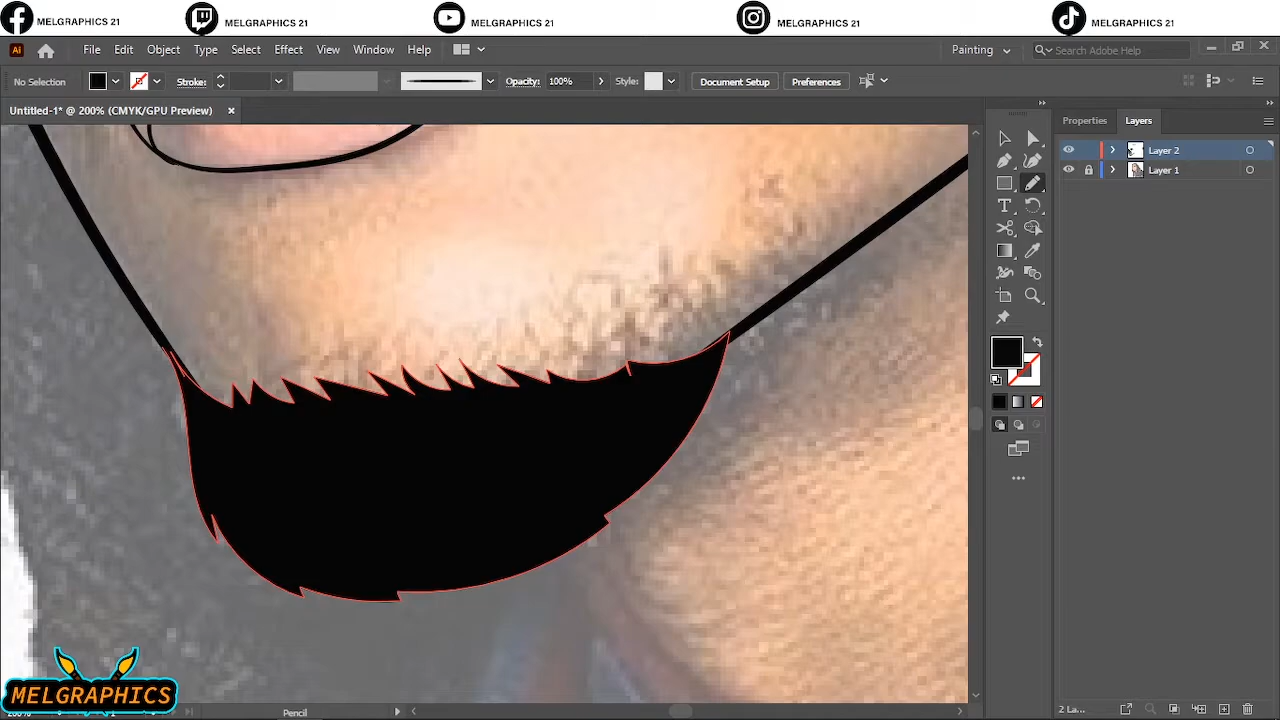 MELGRAPHICS 21 MELGRAPHICS 21 MELGRAPHICS 21 MELGRAPHICS 21 MELGRAPHICS 21
Ai File Edit Object Type Select Effect View Window Help Painting Search Adobe Help
No Selection Stroke: Opacity: 100% Style: Document Setup Preferences
Untitled-1* @ 200% (CMYK/GPU Preview)
Properties Layers
Layer 2
Layer 1
MELGRAPHICS
Pencil
2 La...